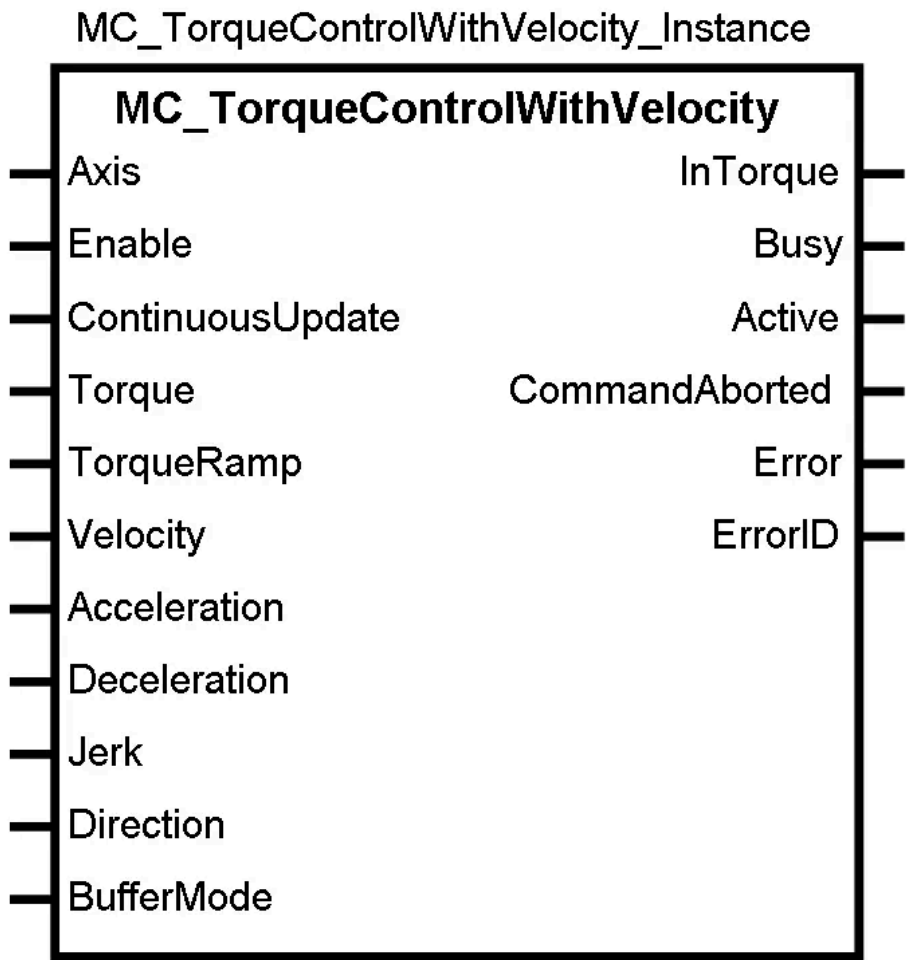 MC_TorqueControlWithVelocity_Instance
MC_TorqueControlWithVelocity
Axis InTorque
Enable Busy
ContinuousUpdate Active
Torque CommandAborted
TorqueRamp Error
Velocity ErrorID
Acceleration
Deceleration
Jerk
Direction
BufferMode